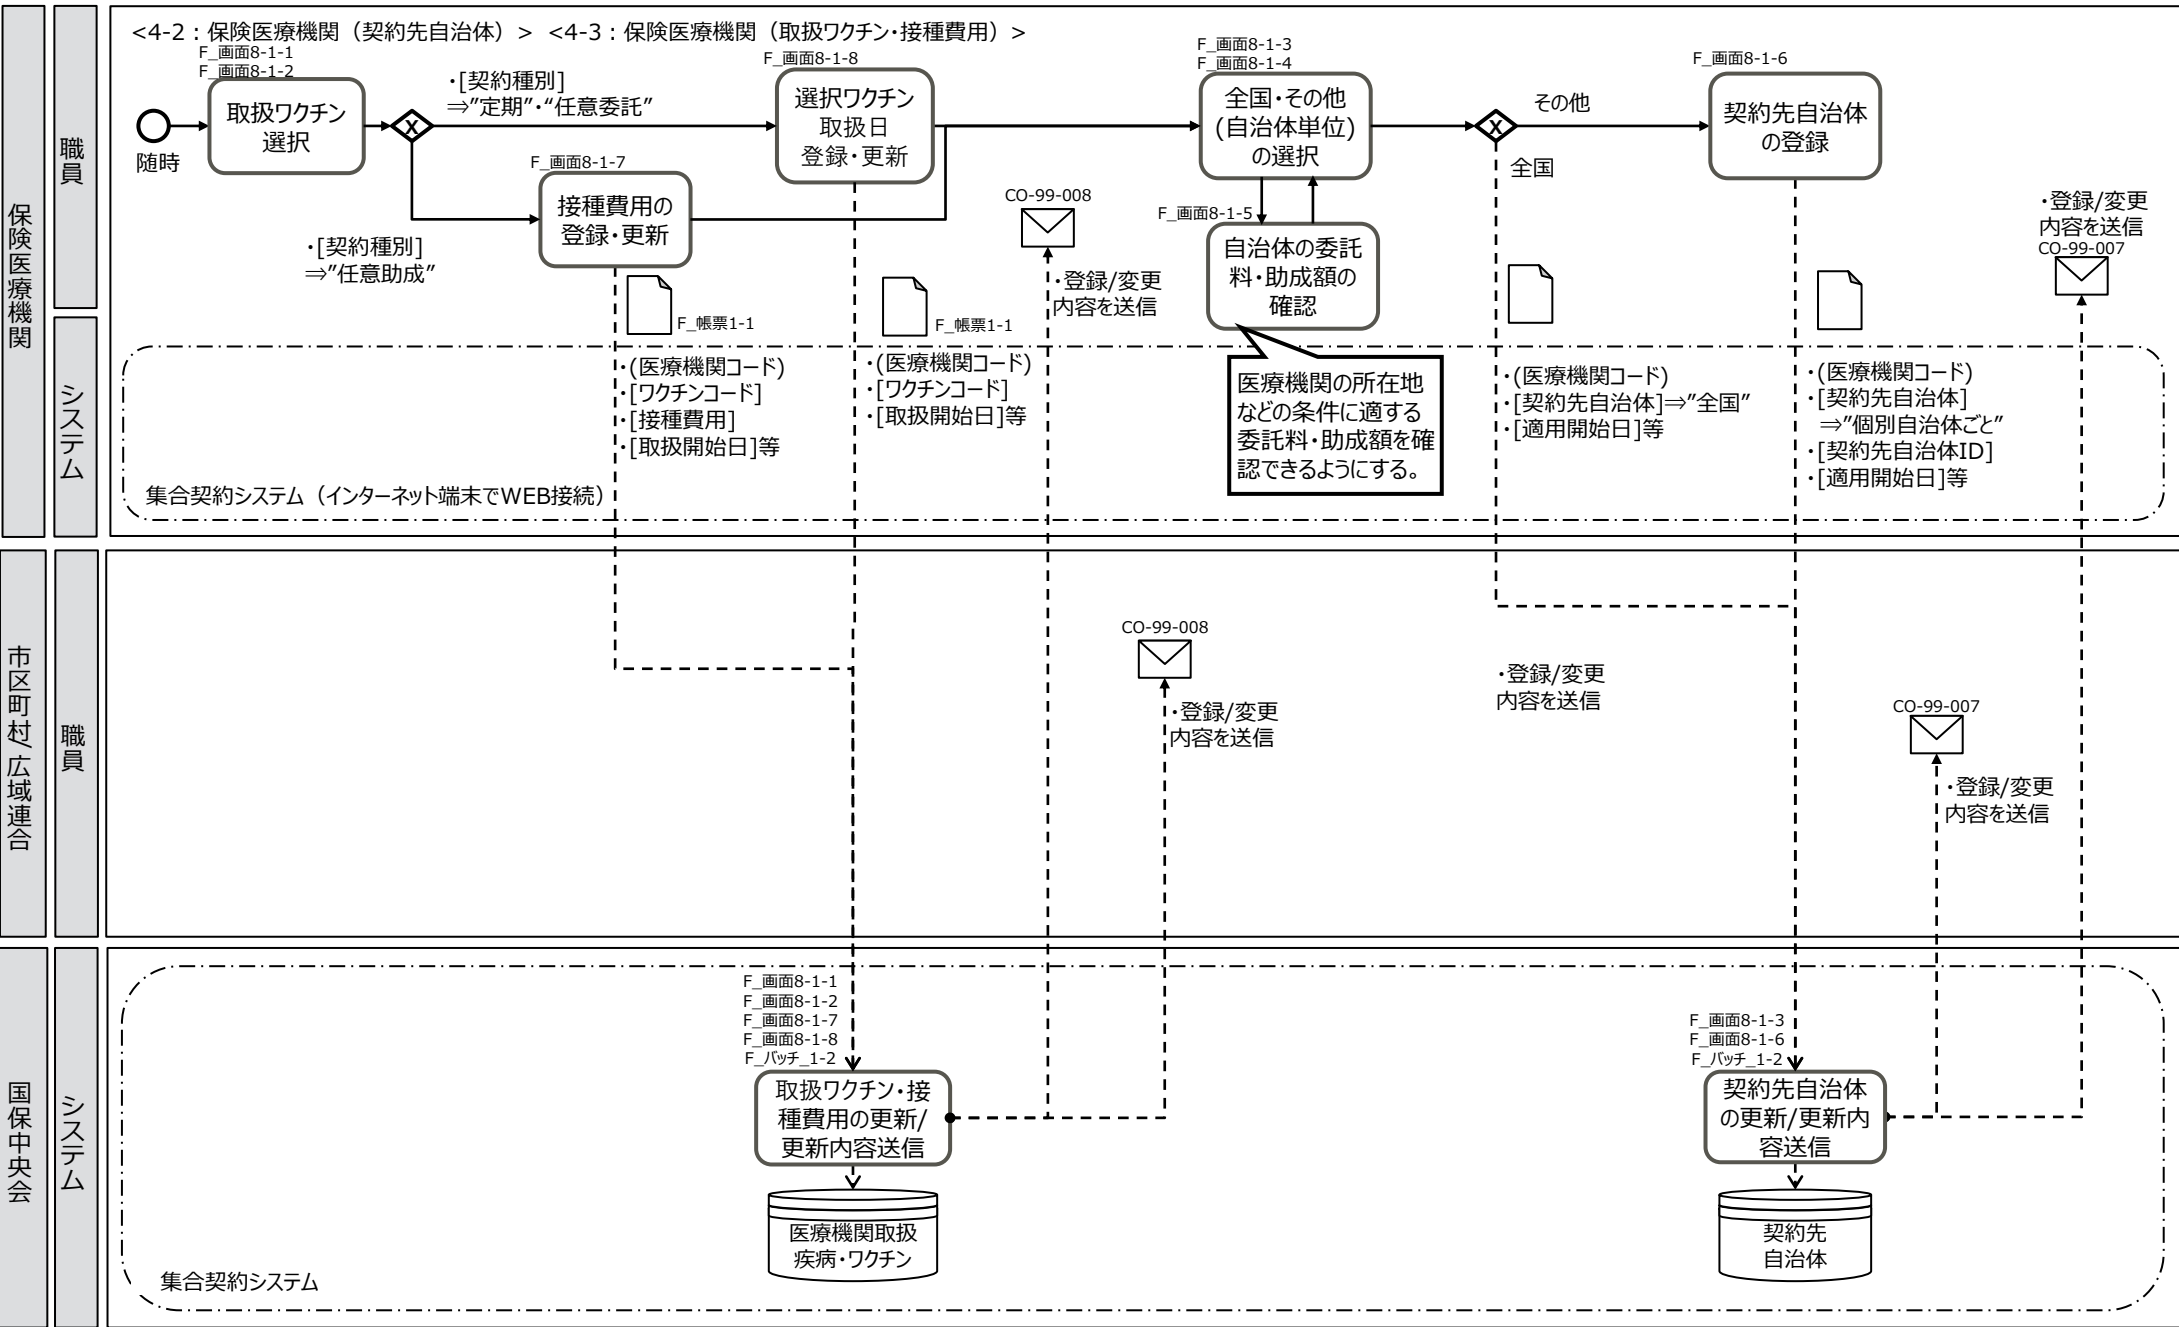 保険医療機関
職員
システム
<4-2：保険医療機関（契約先自治体）> <4-3：保険医療機関（取扱ワクチン・接種費用）>
F_画面8-1-1
F_画面8-1-2
取扱ワクチン
選択
随時
X
・[契約種別]
⇒”定期”・“任意委託”
・[契約種別]
⇒”任意助成”
F_画面8-1-7
接種費用の
登録・更新
F_画面8-1-8
選択ワクチン
取扱日
登録・更新
F_帳票1-1
F_帳票1-1
CO-99-008
・登録/変更
内容を送信
F_画面8-1-3
F_画面8-1-4
全国・その他
(自治体単位)
の選択
F_画面8-1-5
自治体の委託
料・助成額の
確認
医療機関の所在地
などの条件に適する
委託料・助成額を確
認できるようにする。
X
その他
全国
F_画面8-1-6
契約先自治体
の登録
・登録/変更
内容を送信
CO-99-007
・(医療機関コード)
・[ワクチンコード]
・[接種費用]
・[取扱開始日]等
・(医療機関コード)
・[ワクチンコード]
・[取扱開始日]等
・(医療機関コード)
・[契約先自治体]⇒”全国”
・[適用開始日]等
・(医療機関コード)
・[契約先自治体]
⇒”個別自治体ごと”
・[契約先自治体ID]
・[適用開始日]等
集合契約システム（インターネット端末でWEB接続）
市区町村/広域連合
職員
CO-99-008
・登録/変更
内容を送信
・登録/変更
内容を送信
CO-99-007
・登録/変更
内容を送信
国保中央会
システム
F_画面8-1-1
F_画面8-1-2
F_画面8-1-7
F_画面8-1-8
F_バッチ_1-2
取扱ワクチン・接
種費用の更新/
更新内容送信
医療機関取扱
疾病・ワクチン
F_画面8-1-3
F_画面8-1-6
F_バッチ_1-2
契約先自治体
の更新/更新内
容送信
契約先
自治体
集合契約システム